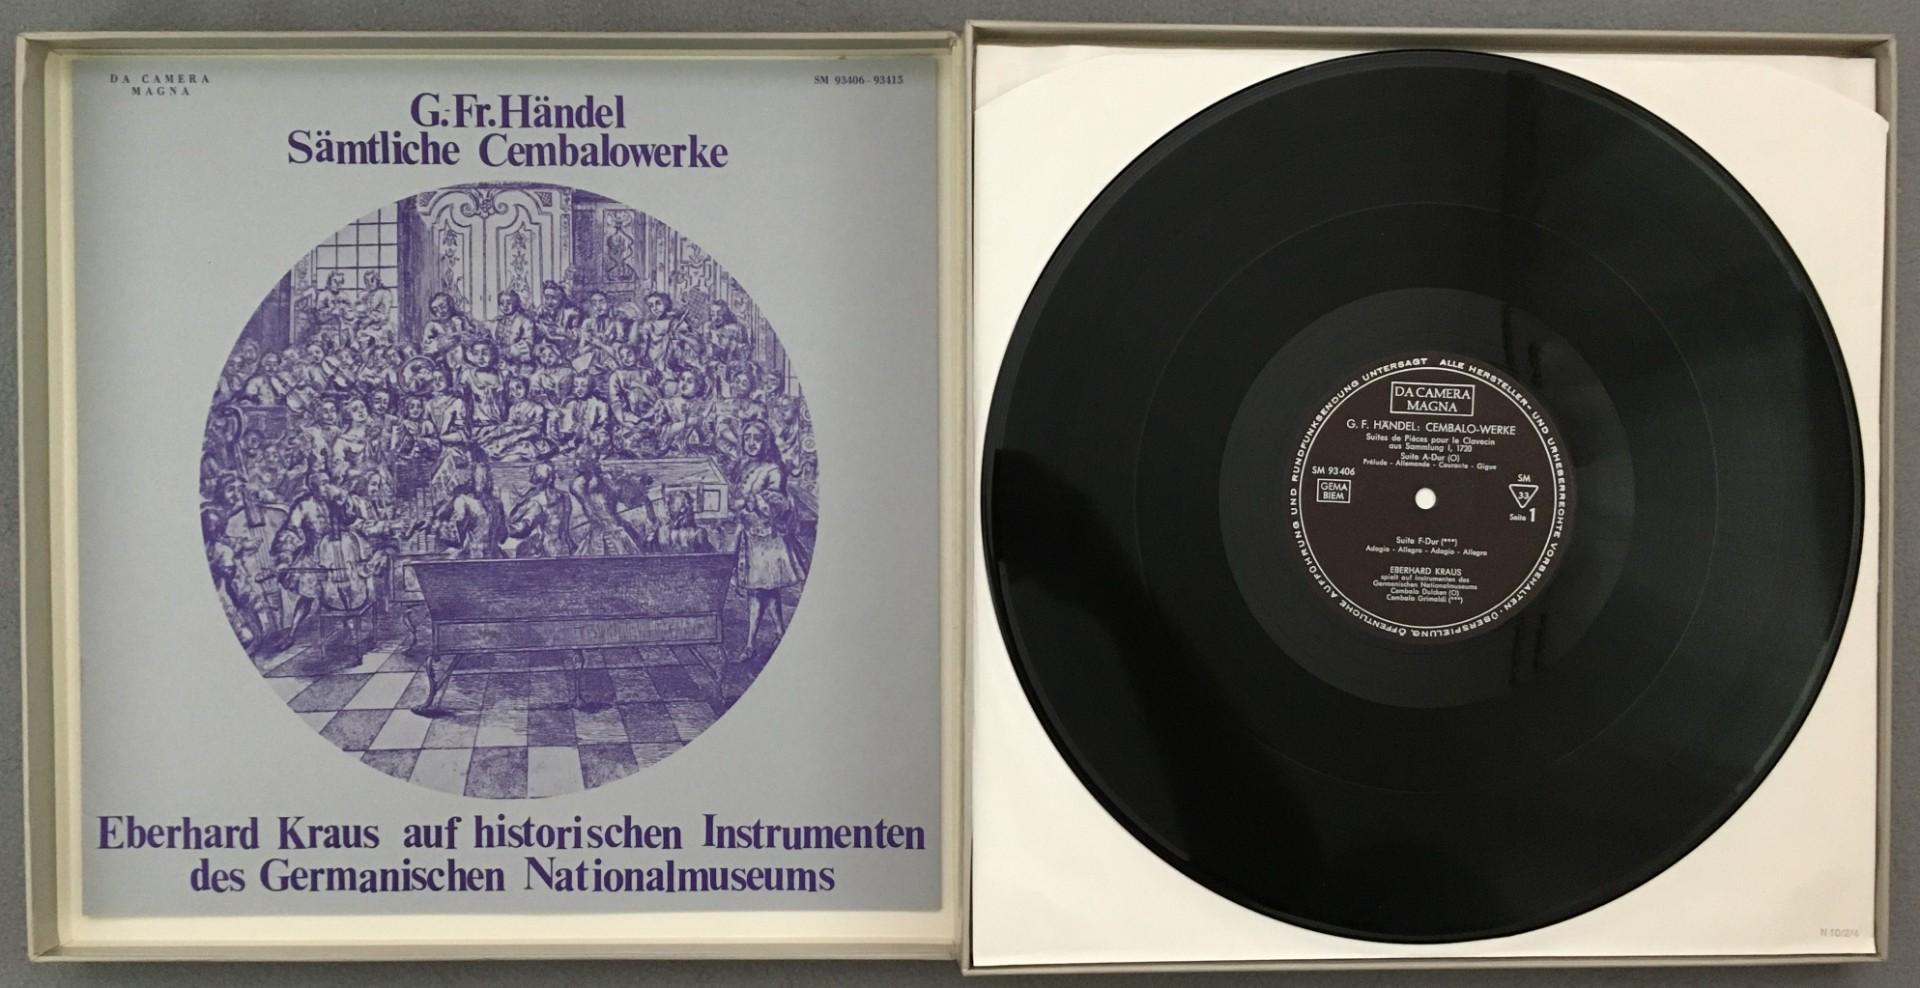 DA CAMERA
MAGNA
SM 93406 - 93415
G.Fr.Händel
Sämtliche Cembalowerke
Eberhard Kraus auf historischen Instrumenten
des Germanischen Nationalmuseums
ALLE HERSTELLER- UND URHEBERRECHTE VORBEHALTEN · ÜBERSPIELUNG, ÖFFENTLICHE AUFFÜHRUNG UND RUNDFUNKSENDUNG UNTERSAGT
DA CAMERA
MAGNA
G. F. HÄNDEL: CEMBALO-WERKE
Suites de Pièces pour le Clavecin
aus Sammlung I, 1720
Suite A-Dur (O)
Prélude - Allemande - Courante - Gigue
SM 93 406
GEMA
BIEM
SM
33
Seite 1
Suite F-Dur (***)
Adagio - Allegro - Adagio - Allegro
EBERHARD KRAUS
spielt auf Instrumenten des
Germanischen Nationalmuseums
Cembalo Dulcken (O)
Cembalo Grimaldi (***)